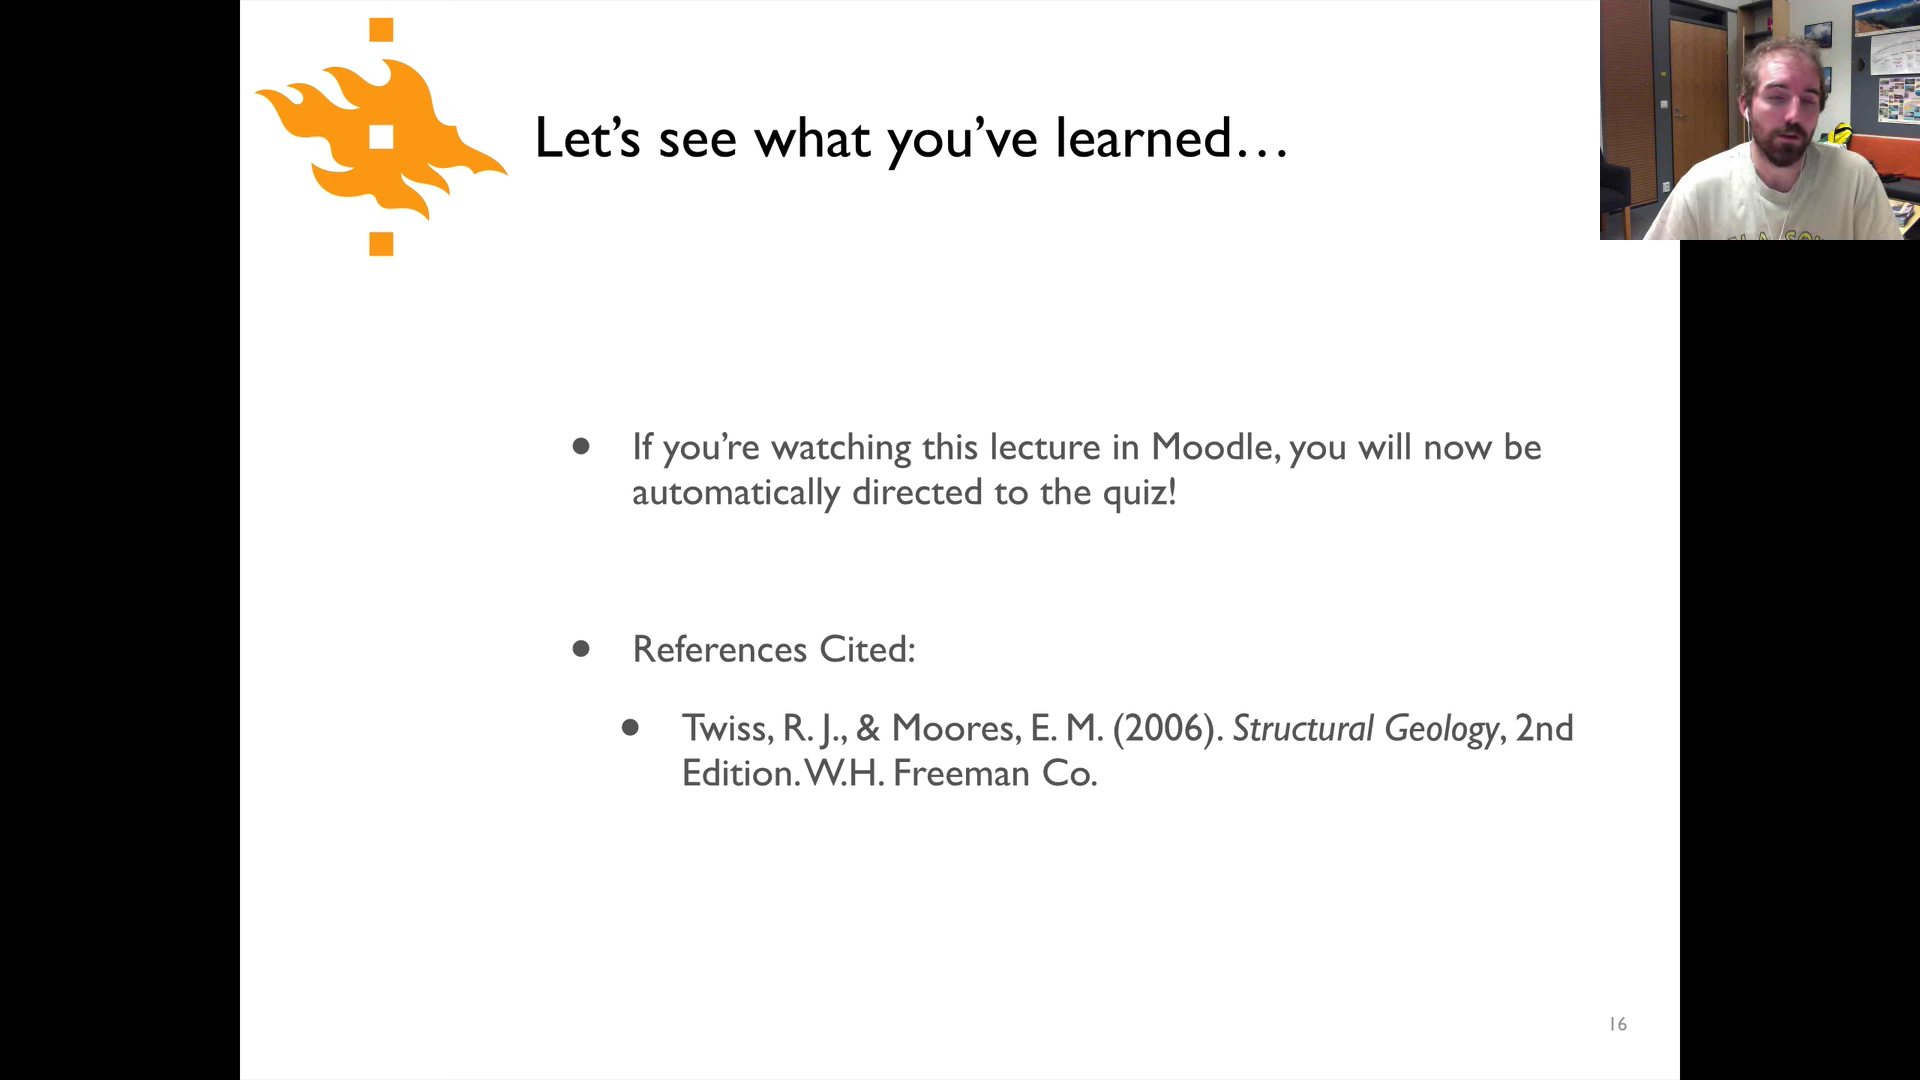 Let’s see what you’ve learned…
• If you’re watching this lecture in Moodle, you will now be
automatically directed to the quiz!
• References Cited:
• Twiss, R. J., & Moores, E. M. (2006). Structural Geology, 2nd
Edition. W.H. Freeman Co.
16